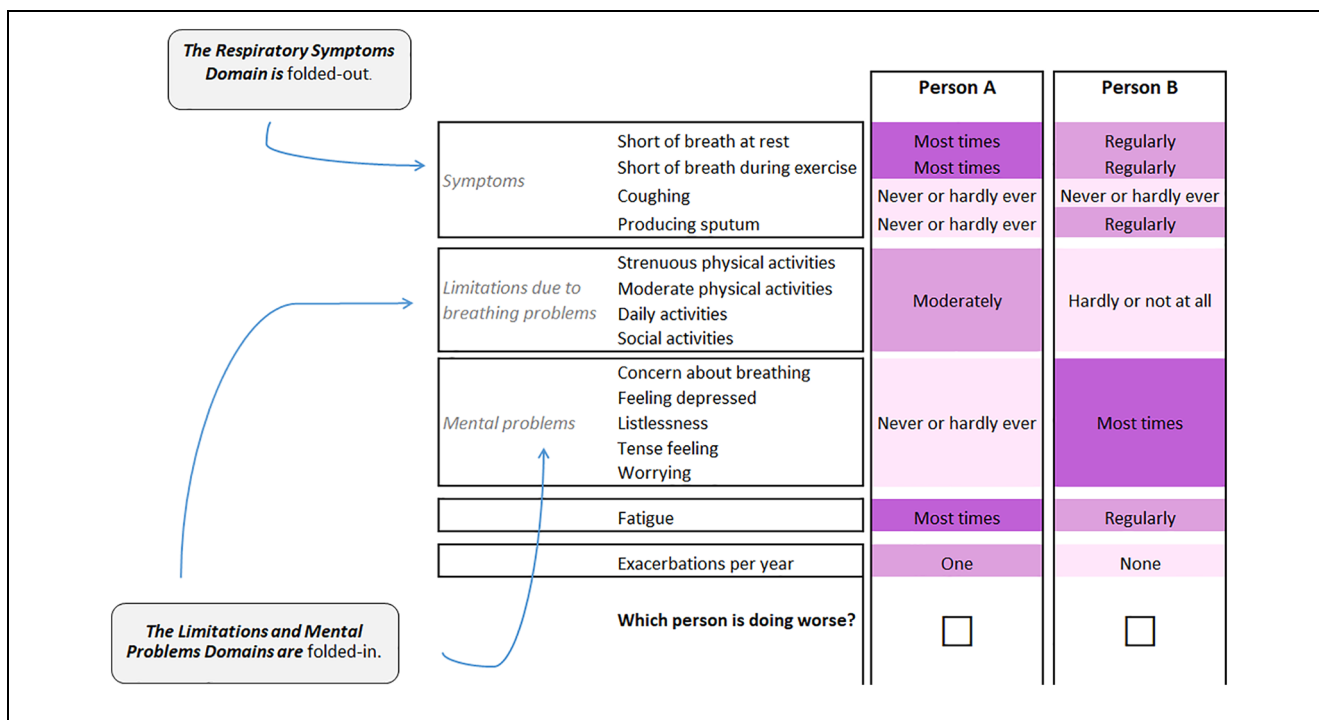 The Respiratory Symptoms
Domain is folded-out.
Person A
Person B
Symptoms
Short of breath at rest
Most times
Regularly
Short of breath during exercise
Most times
Regularly
Coughing
Never or hardly ever
Never or hardly ever
Producing sputum
Never or hardly ever
Regularly
Limitations due to
breathing problems
Strenuous physical activities
Moderate physical activities
Daily activities
Social activities
Moderately
Hardly or not at all
Mental problems
Concern about breathing
Feeling depressed
Listlessness
Tense feeling
Worrying
Never or hardly ever
Most times
Fatigue
Most times
Regularly
Exacerbations per year
One
None
Which person is doing worse?
The Limitations and Mental
Problems Domains are folded-in.